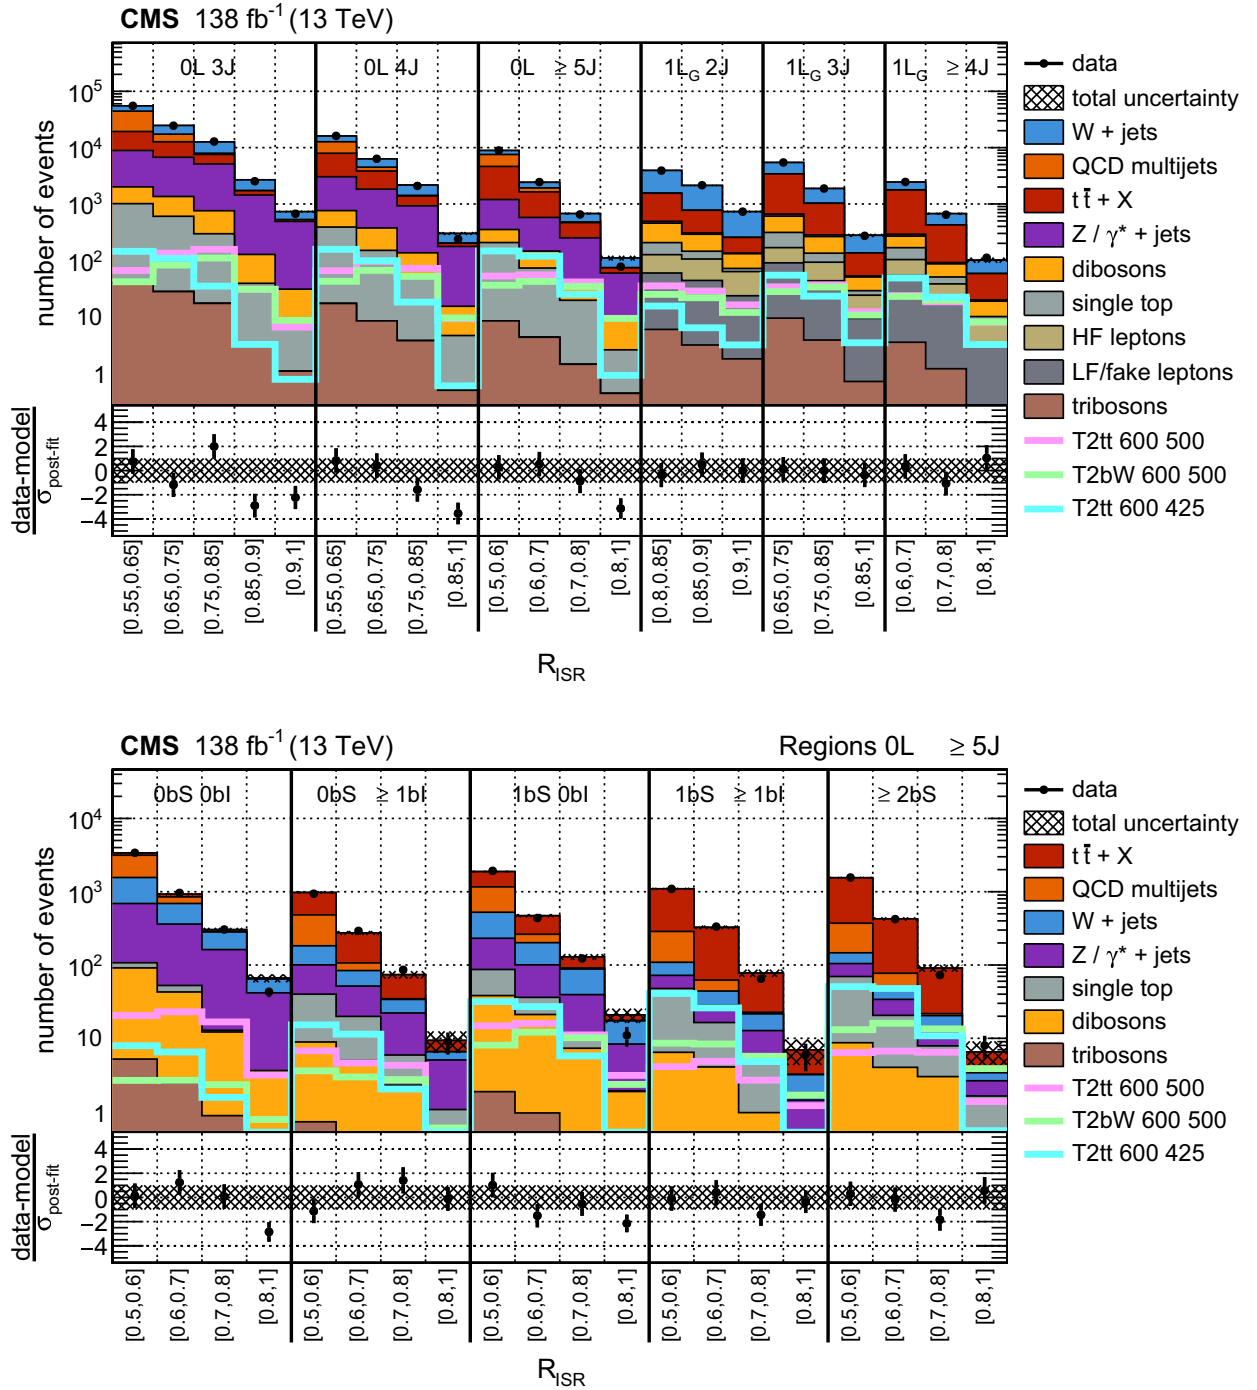 CMS 138 fb⁻¹ (13 TeV)
0L 3J
0L 4J
0L ≥ 5J
1L_G 2J
1L_G 3J
1L_G ≥ 4J
number of events
10⁵
10⁴
10³
10²
10
1
data
total uncertainty
W + jets
QCD multijets
t t̄ + X
Z / γ* + jets
dibosons
single top
HF leptons
LF/fake leptons
tribosons
T2tt 600 500
T2bW 600 500
T2tt 600 425
data-model
σ_post-fit
4
2
0
−2
−4
[0.55,0.65]
[0.65,0.75]
[0.75,0.85]
[0.85,0.9]
[0.9,1]
[0.55,0.65]
[0.65,0.75]
[0.75,0.85]
[0.85,1]
[0.5,0.6]
[0.6,0.7]
[0.7,0.8]
[0.8,1]
[0.8,0.85]
[0.85,0.9]
[0.9,1]
[0.65,0.75]
[0.75,0.85]
[0.85,1]
[0.6,0.7]
[0.7,0.8]
[0.8,1]
R_ISR
CMS 138 fb⁻¹ (13 TeV)
Regions 0L ≥ 5J
0bS 0bI
0bS ≥ 1bI
1bS 0bI
1bS ≥ 1bI
≥ 2bS
number of events
10⁴
10³
10²
10
1
data
total uncertainty
t t̄ + X
QCD multijets
W + jets
Z / γ* + jets
single top
dibosons
tribosons
T2tt 600 500
T2bW 600 500
T2tt 600 425
data-model
σ_post-fit
4
2
0
−2
−4
[0.5,0.6]
[0.6,0.7]
[0.7,0.8]
[0.8,1]
[0.5,0.6]
[0.6,0.7]
[0.7,0.8]
[0.8,1]
[0.5,0.6]
[0.6,0.7]
[0.7,0.8]
[0.8,1]
[0.5,0.6]
[0.6,0.7]
[0.7,0.8]
[0.8,1]
[0.5,0.6]
[0.6,0.7]
[0.7,0.8]
[0.8,1]
R_ISR